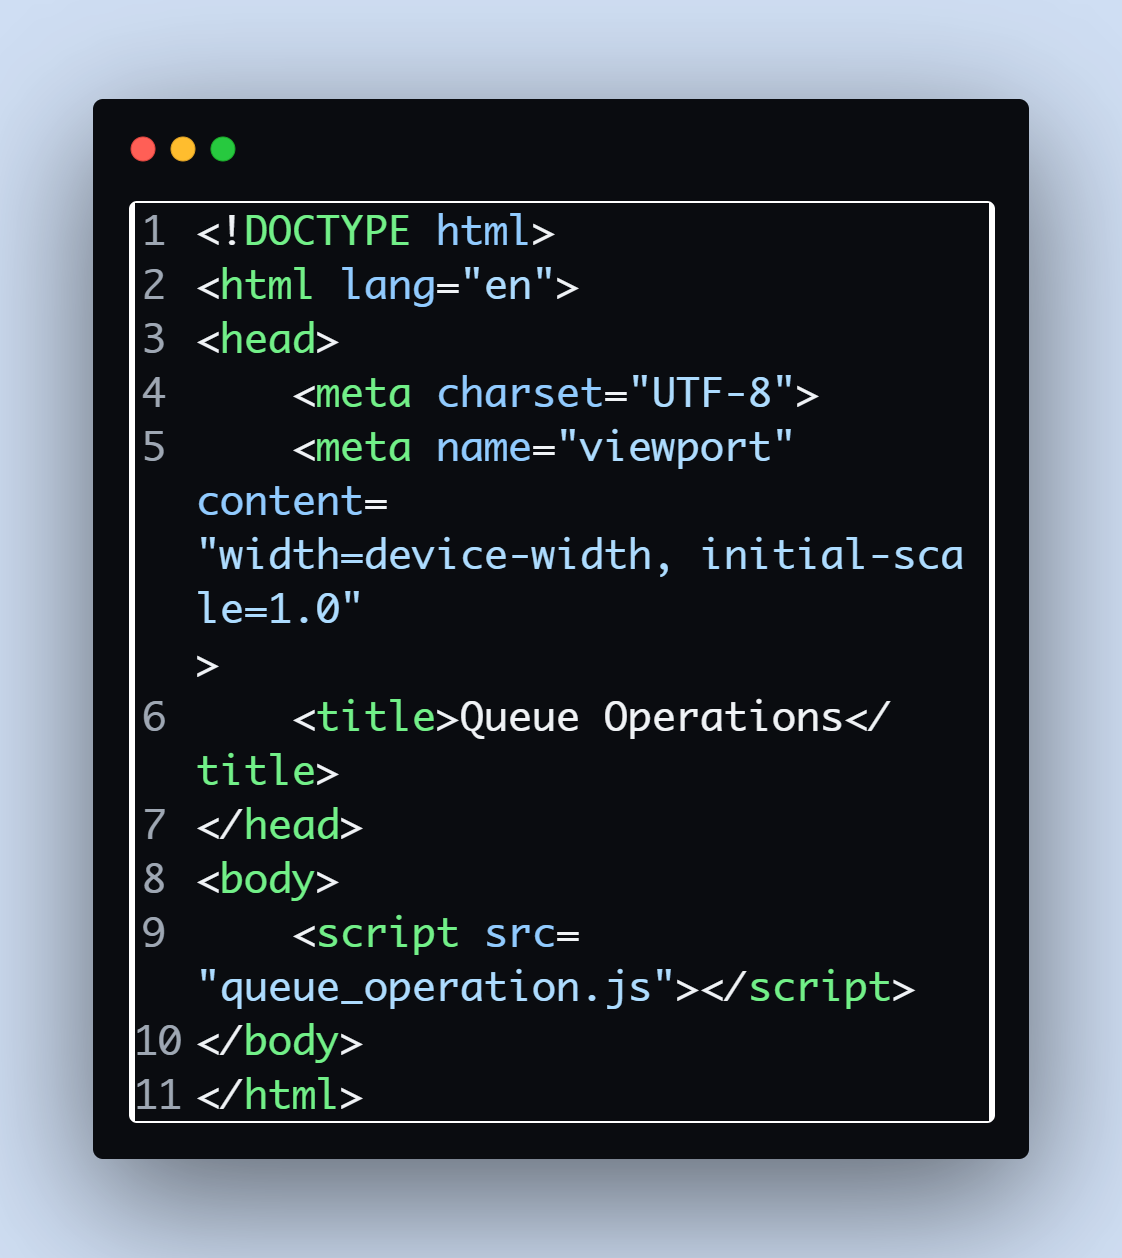 1 <!DOCTYPE html>
2 <html lang="en">
3 <head>
4     <meta charset="UTF-8">
5     <meta name="viewport"
content=
"width=device-width, initial-sca
le=1.0"
>
6     <title>Queue Operations</
title>
7 </head>
8 <body>
9     <script src=
"queue_operation.js"></script>
10 </body>
11 </html>